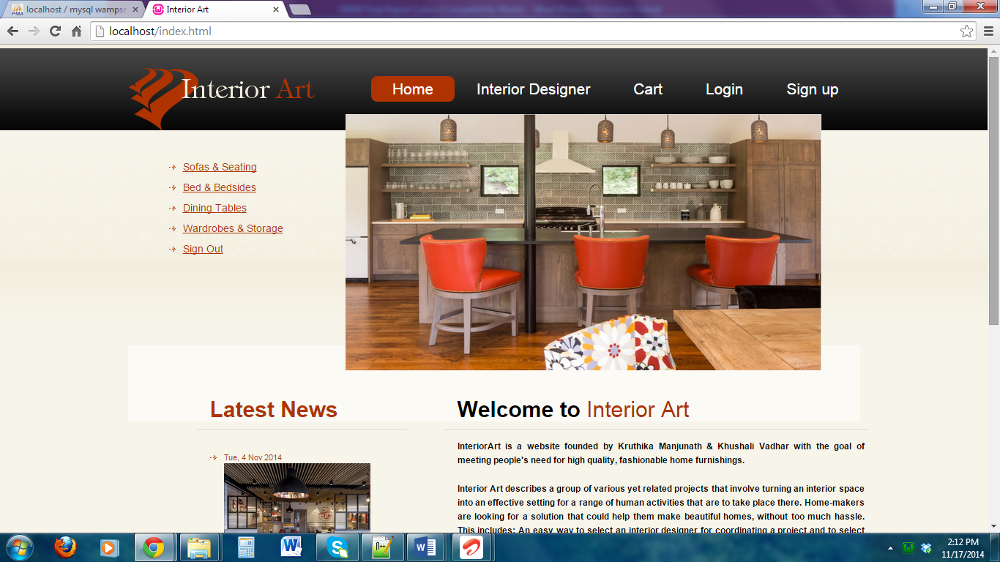 localhost / mysql wampse
Interior Art
localhost/index.html
Interior Art
Home
Interior Designer
Cart
Login
Sign up
Sofas & Seating
Bed & Bedsides
Dining Tables
Wardrobes & Storage
Sign Out
Latest News
Tue, 4 Nov 2014
Welcome to Interior Art
InteriorArt is a website founded by Kruthika Manjunath & Khushali Vadhar with the goal of
meeting people's need for high quality, fashionable home furnishings.
Interior Art describes a group of various yet related projects that involve turning an interior space
into an effective setting for a range of human activities that are to take place there. Home-makers
are looking for a solution that could help them make beautiful homes, without too much hassle.
This includes: An easy way to select an interior designer for coordinating a project and to select
2:12 PM
11/17/2014